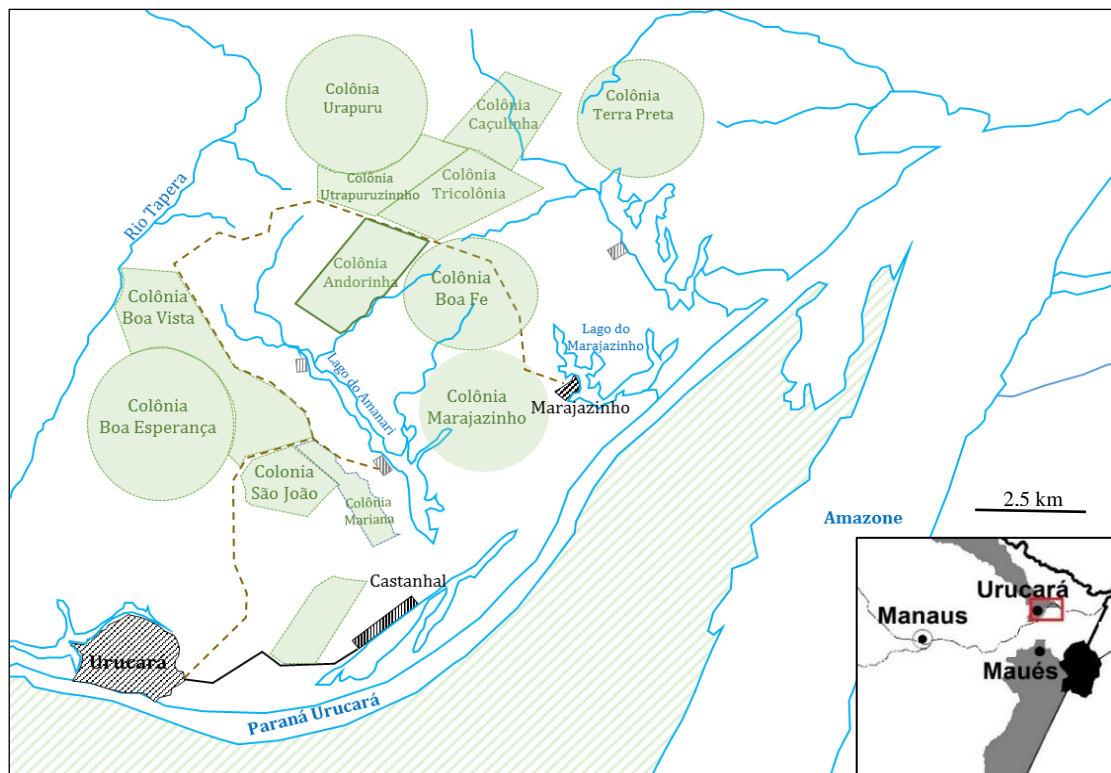 Colônia
Urapuru
Colônia
Caçulinha
Colônia
Terra Preta
Colônia
Utrapuruzinnho
Colônia
Tricolônia
Rio Tapera
Colônia
Andorinha
Colônia
Boa Fe
Colônia
Boa Vista
Lago do
Marajazinho
Lago do Amanari
Marajazinho
Colônia
Marajazinho
Colônia
Boa Esperança
Colonia
São João
Colônia
Mariana
2.5 km
Amazone
Castanhal
Urucara
Paraná Urucará
Urucará
Manaus
Maués